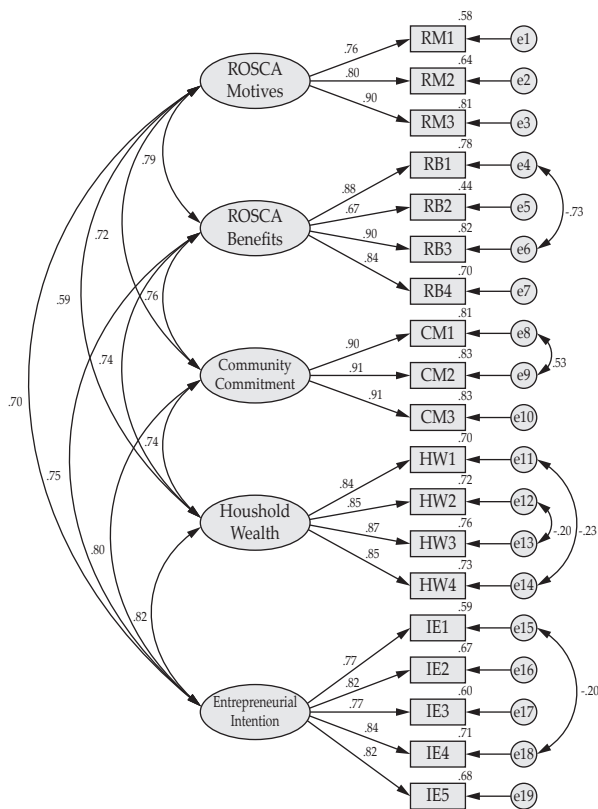 .58
RM1
e1
.76
ROSCA
Motives
.64
.80
RM2
e2
.90
.81
RM3
e3
.79
.78
RB1
e4
.88
.44
.67
RB2
e5
-.73
.72
ROSCA
Benefits
.82
.90
RB3
e6
.84
.70
RB4
e7
.76
.59
.81
CM1
e8
.90
.74
.83
.53
Community
Commitment
.91
CM2
e9
.70
.91
.83
CM3
e10
.74
.70
HW1
e11
.75
.84
.72
HW2
e12
.85
Houshold
Wealth
-.20
-.23
.76
.87
HW3
e13
.80
.85
.73
HW4
e14
.82
.59
IE1
e15
.77
.67
IE2
e16
.82
-.20
Entrepreneurial
Intention
.60
.77
IE3
e17
.84
.71
IE4
e18
.82
.68
IE5
e19